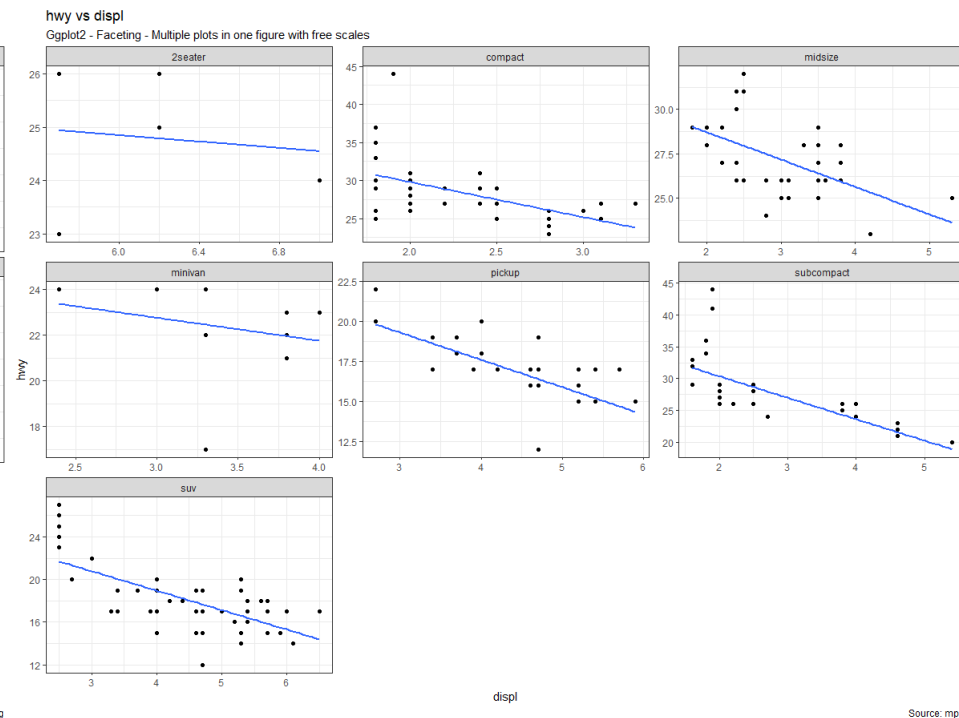 hwy vs displ
Ggplot2 - Faceting - Multiple plots in one figure with free scales
2seater
compact
midsize
26
25
24
23
6.0 6.4 6.8
45
40
35
30
25
2.0 2.5 3.0
30.0
27.5
25.0
2 3 4 5
minivan
pickup
subcompact
hwy
24
22
20
18
2.5 3.0 3.5 4.0
22.5
20.0
17.5
15.0
12.5
3 4 5 6
45
40
35
30
25
20
2 3 4 5
suv
24
20
16
12
3 4 5 6
displ
g
Source: mp